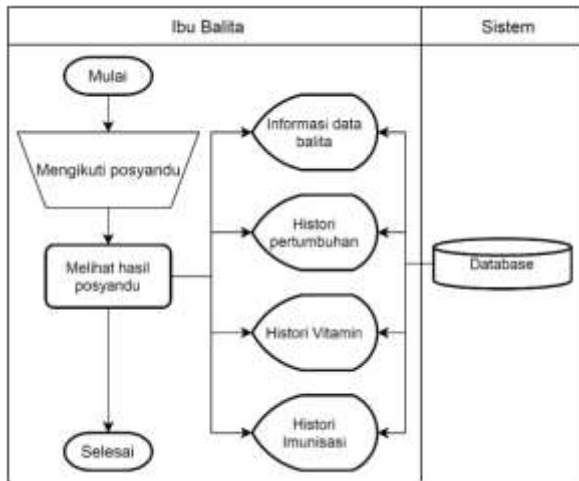 Ibu Balita
Sistem
Mulai
Mengikuti posyandu
Melihat hasil
posyandu
Selesai
Informasi data
balita
Histori
pertumbuhan
Histori Vitamin
Histori
Imunisasi
Database